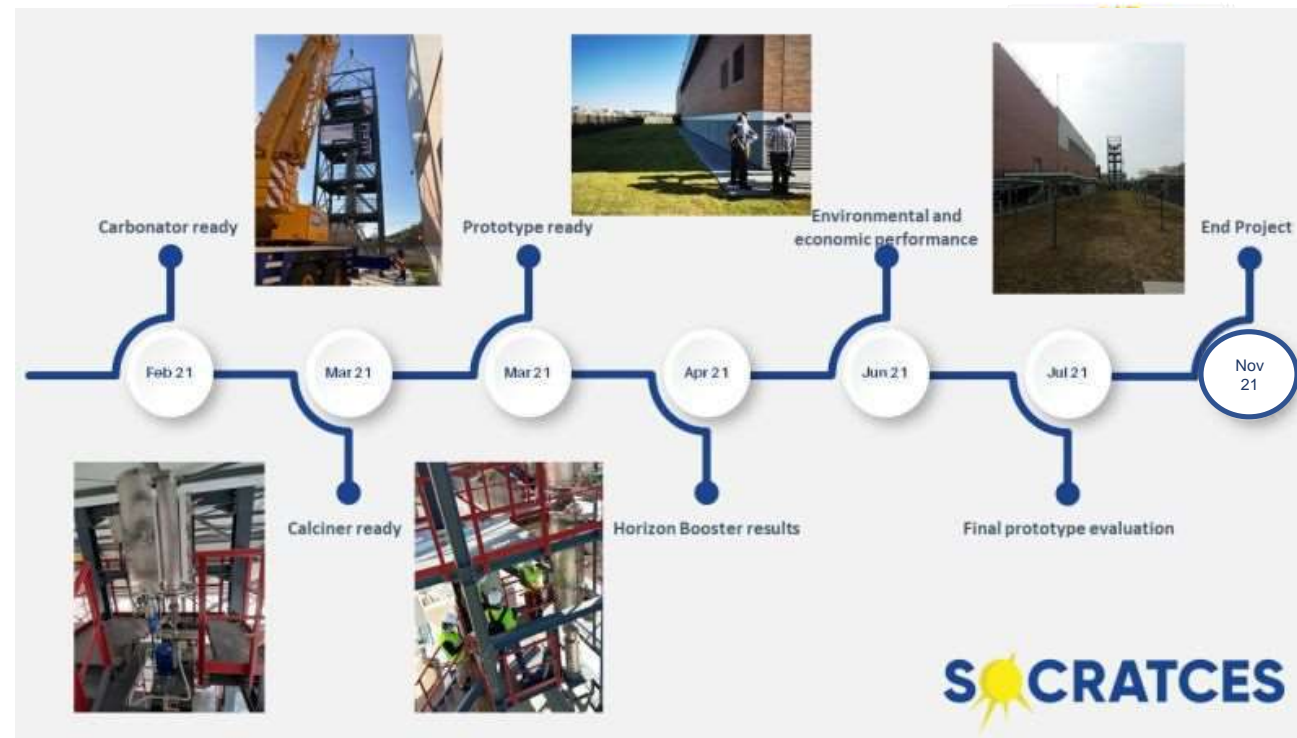 Carbonator ready
Prototype ready
Environmental and
economic performance
End Project
Feb 21
Mar 21
Mar 21
Apr 21
Jun 21
Jul 21
Nov
21
Calciner ready
Horizon Booster results
Final prototype evaluation
SOCRATCES